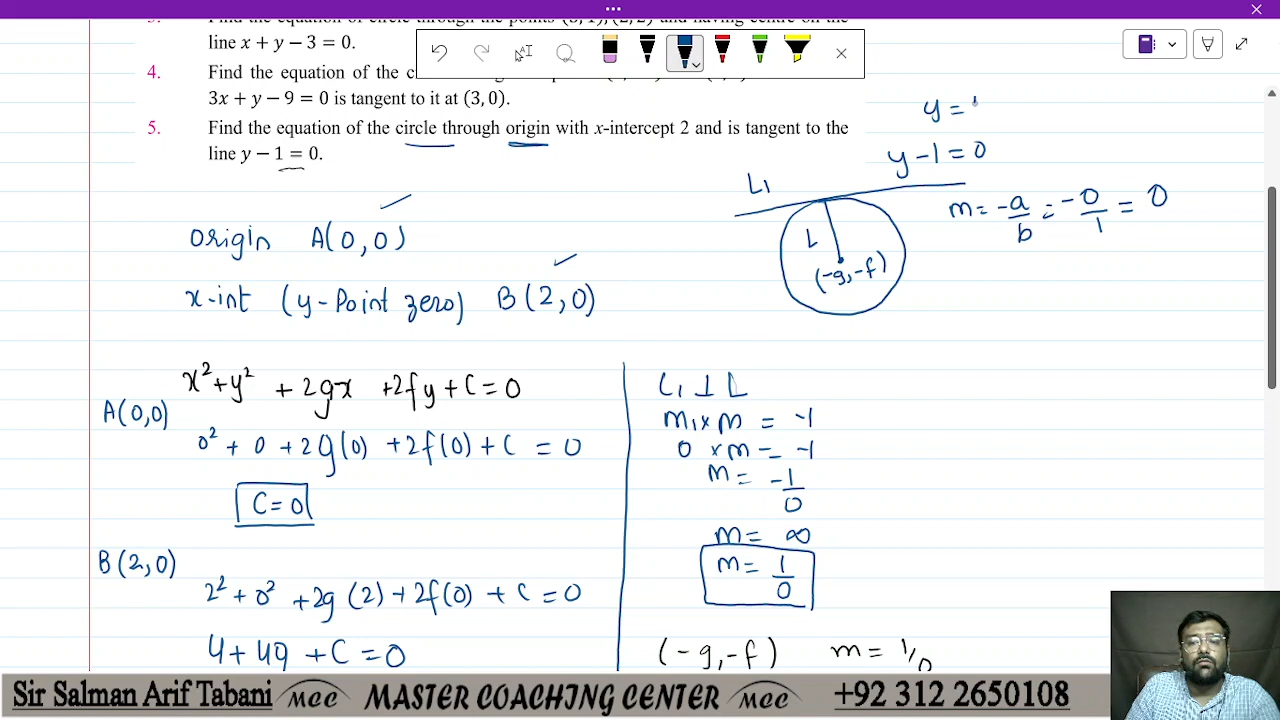 line x + y − 3 = 0.
4. Find the equation of the
3x + y − 9 = 0 is tangent to it at (3, 0).
5. Find the equation of the circle through origin with x-intercept 2 and is tangent to the
line y − 1 = 0.
y =
y - 1 = 0
L1
m = -a/b = -0/1 = 0
L
(-g, -f)
origin A(0,0)
x-int (y-Point zero) B(2,0)
x² + y² + 2gx + 2fy + C = 0
A(0,0)
0² + 0 + 2g(0) + 2f(0) + C = 0
C = 0
B(2,0)
2² + 0² + 2g(2) + 2f(0) + C = 0
4 + 4g + C = 0
L1 ⊥ L
m1 x m = -1
0 x m = -1
m = -1/0
m = ∞
m = 1/0
(-g, -f) m = 1/0
Sir Salman Arif Tabani MCC MASTER COACHING CENTER MCC +92 312 2650108